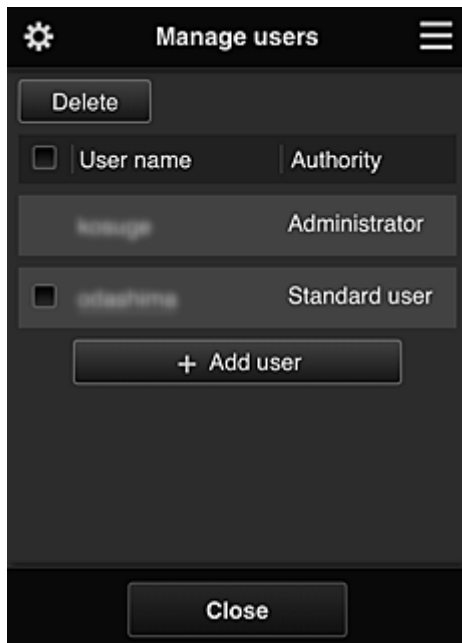 Manage users
Delete
User name Authority
Administrator
Standard user
+ Add user
Close